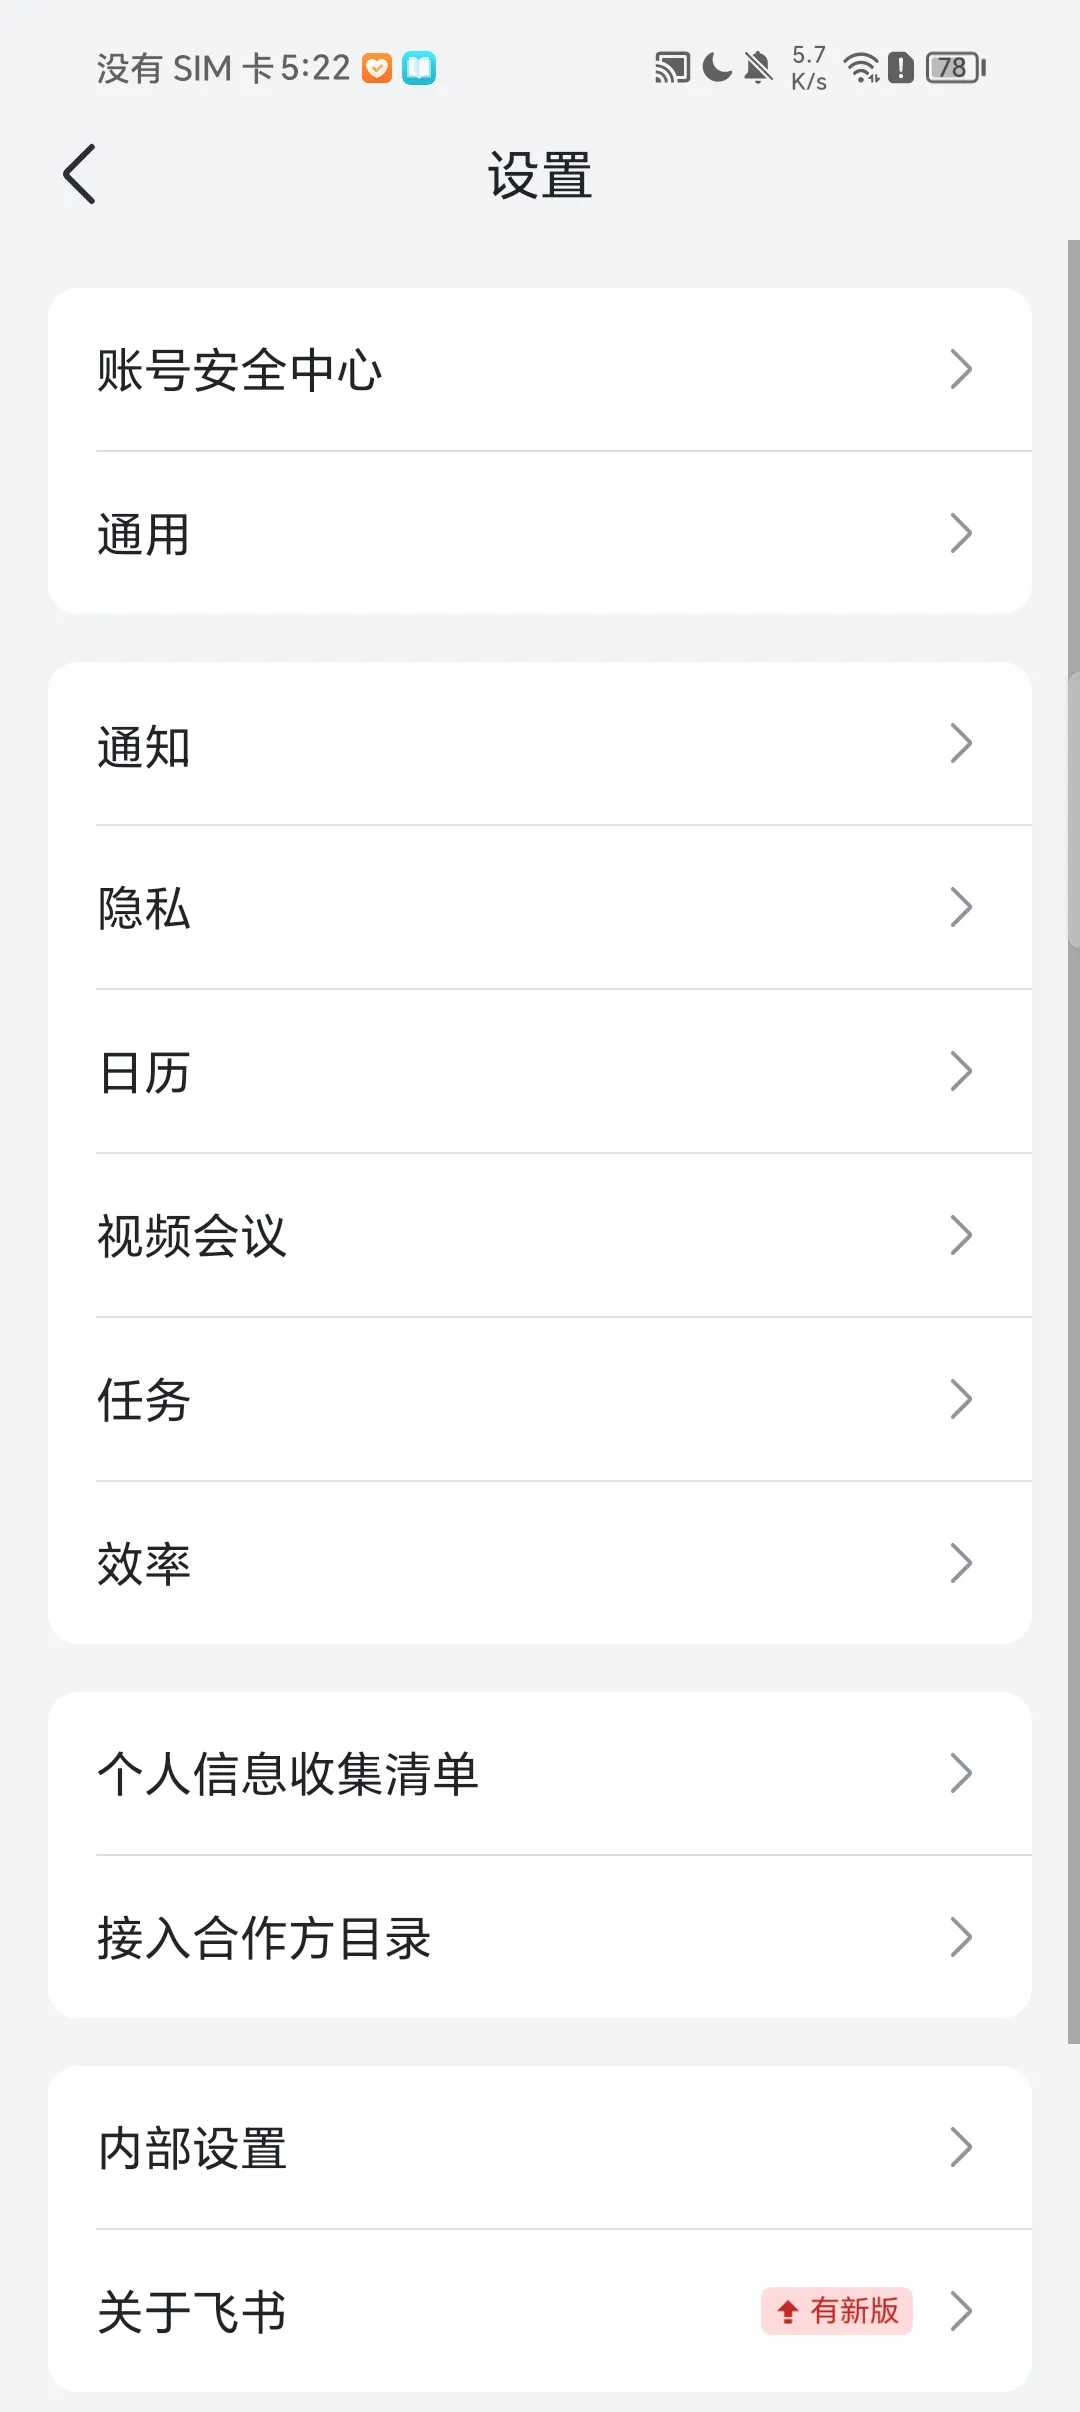 没有 SIM 卡 5:22 5.7 K/s 78
设置
账号安全中心
通用
通知
隐私
日历
视频会议
任务
效率
个人信息收集清单
接入合作方目录
内部设置
关于飞书 有新版